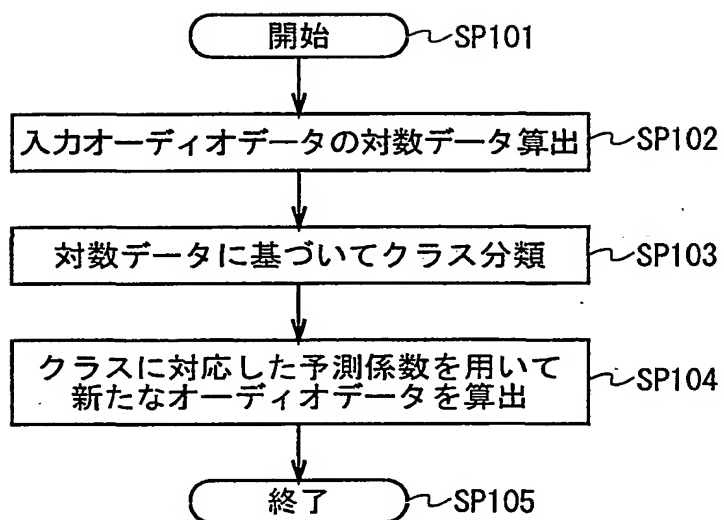 開始 SP101
入力オーディオデータの対数データ算出 SP102
対数データに基づいてクラス分類 SP103
クラスに対応した予測係数を用いて
新たなオーディオデータを算出 SP104
終了 SP105